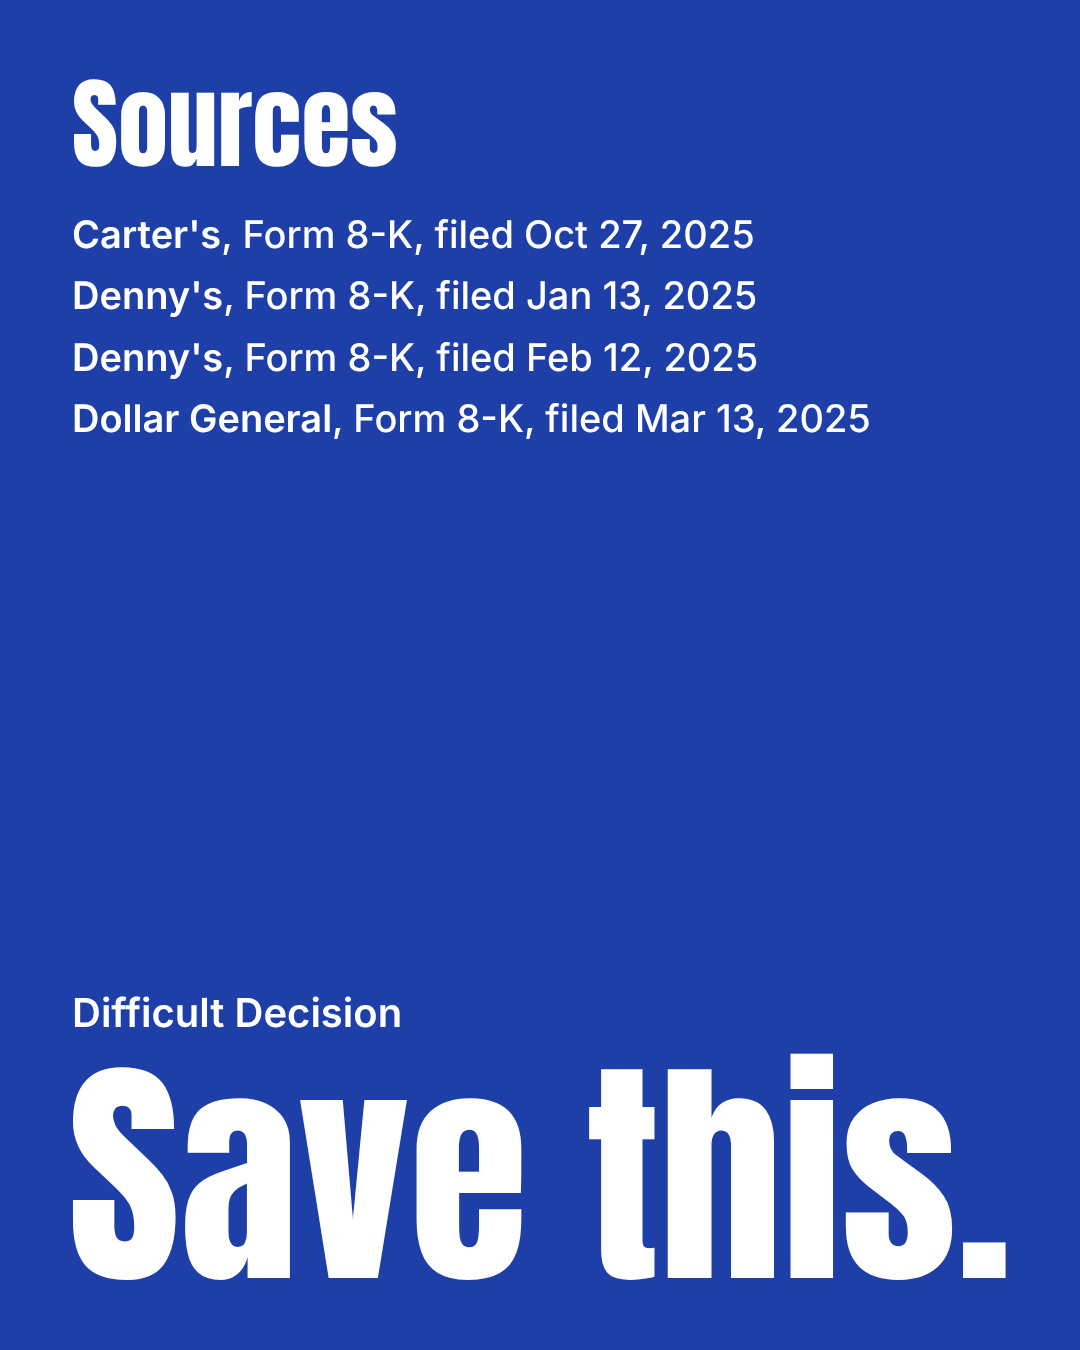 Sources
Carter's, Form 8-K, filed Oct 27, 2025
Denny's, Form 8-K, filed Jan 13, 2025
Denny's, Form 8-K, filed Feb 12, 2025
Dollar General, Form 8-K, filed Mar 13, 2025
Difficult Decision
Save this.